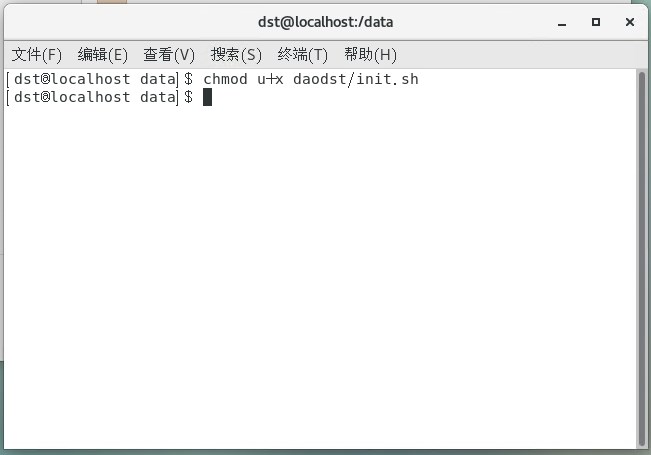 dst@localhost:/data
文件(F) 编辑(E) 查看(V) 搜索(S) 终端(T) 帮助(H)
[dst@localhost data]$ chmod u+x daodst/init.sh
[dst@localhost data]$